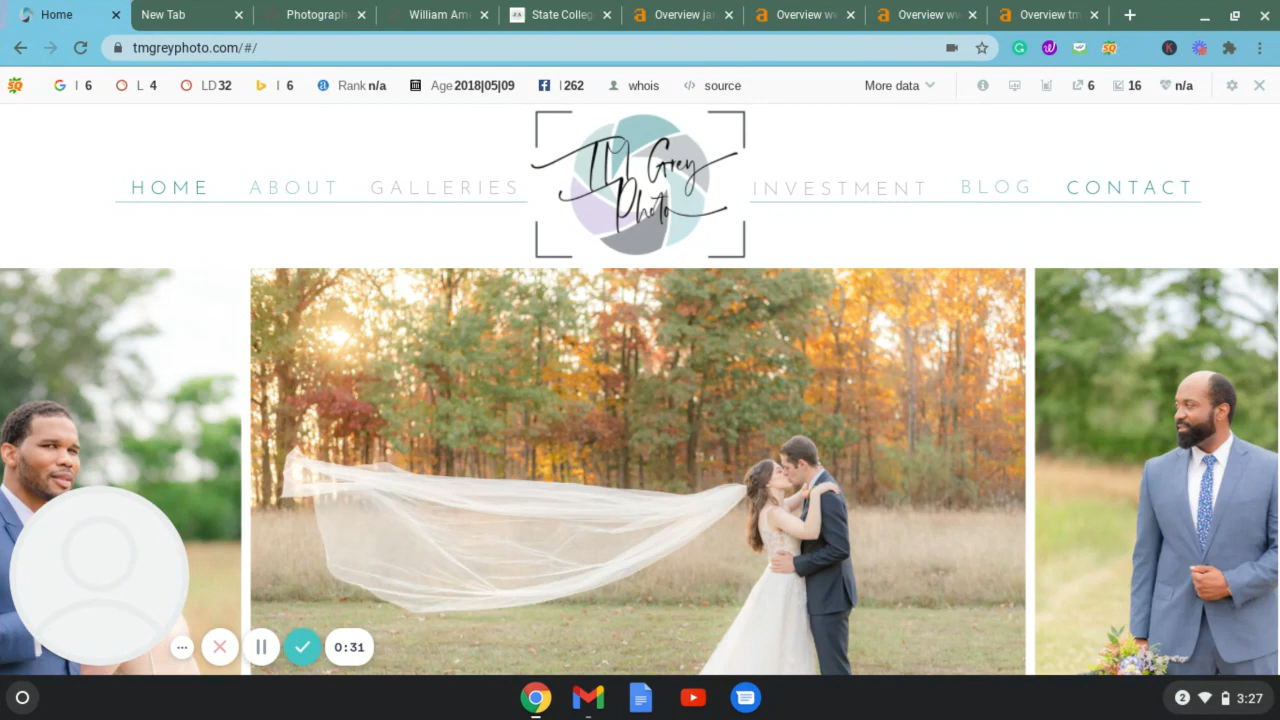 Home
New Tab
Photograph
William Am
State Colleg
Overview ja
Overview w
Overview w
Overview tm
tmgreyphoto.com/#/
I 6
L 4
LD 32
I 6
Rank n/a
Age 2018|05|09
I 262
whois
source
More data
6
16
n/a
HOME
ABOUT
GALLERIES
TM Grey
Photo
INVESTMENT
BLOG
CONTACT
0:31
2
3:27